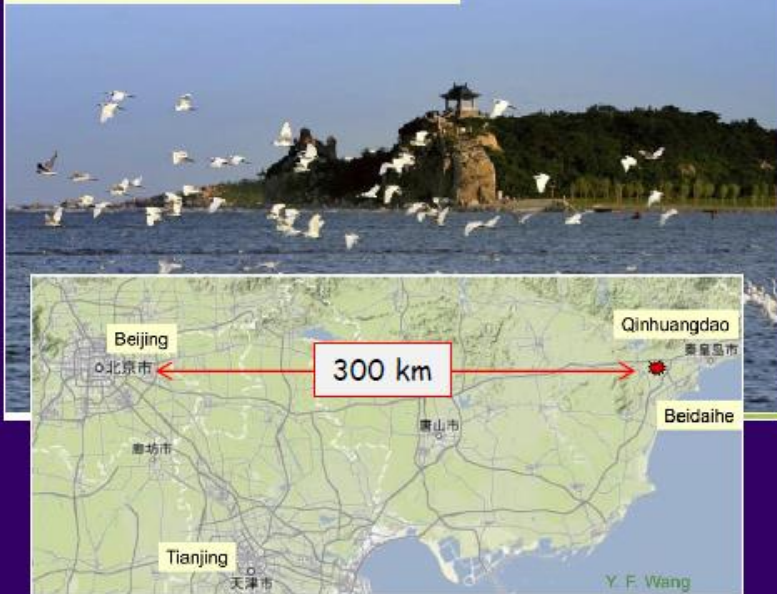 Beijing
北京市
300 km
Qinhuangdao
秦皇岛市
Beidaihe
唐山市
廊坊市
Tianjing
天津市
Y. F. Wang